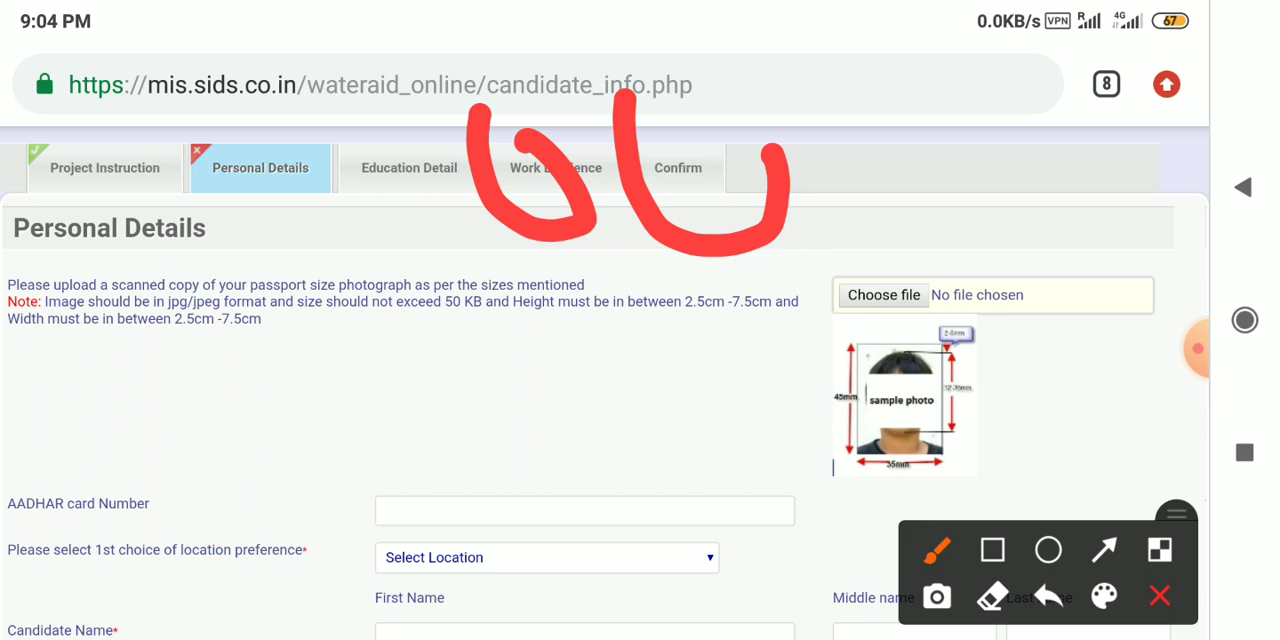 9:04 PM
0.0KB/s VPN R 4G 67
https://mis.sids.co.in/wateraid_online/candidate_info.php
8
Project Instruction Personal Details Education Detail Work Confirm
Personal Details
Please upload a scanned copy of your passport size photograph as per the sizes mentioned
Note: Image should be in jpg/jpeg format and size should not exceed 50 KB and Height must be in between 2.5cm -7.5cm and
Width must be in between 2.5cm -7.5cm
Choose file No file chosen
45mm
sample photo
35mm
AADHAR card Number
Please select 1st choice of location preference*
Select Location
First Name
Middle name
Candidate Name*